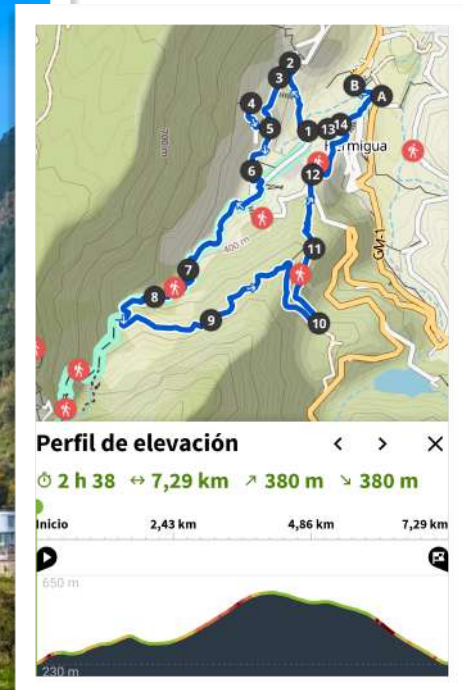 2
3
B
4
A
700 m
5
1
13
14
Hermigua
6
12
GM-1
400 m
11
7
8
9
10
Perfil de elevación
2 h 38 7,29 km 380 m 380 m
Inicio 2,43 km 4,86 km 7,29 km
650 m
230 m